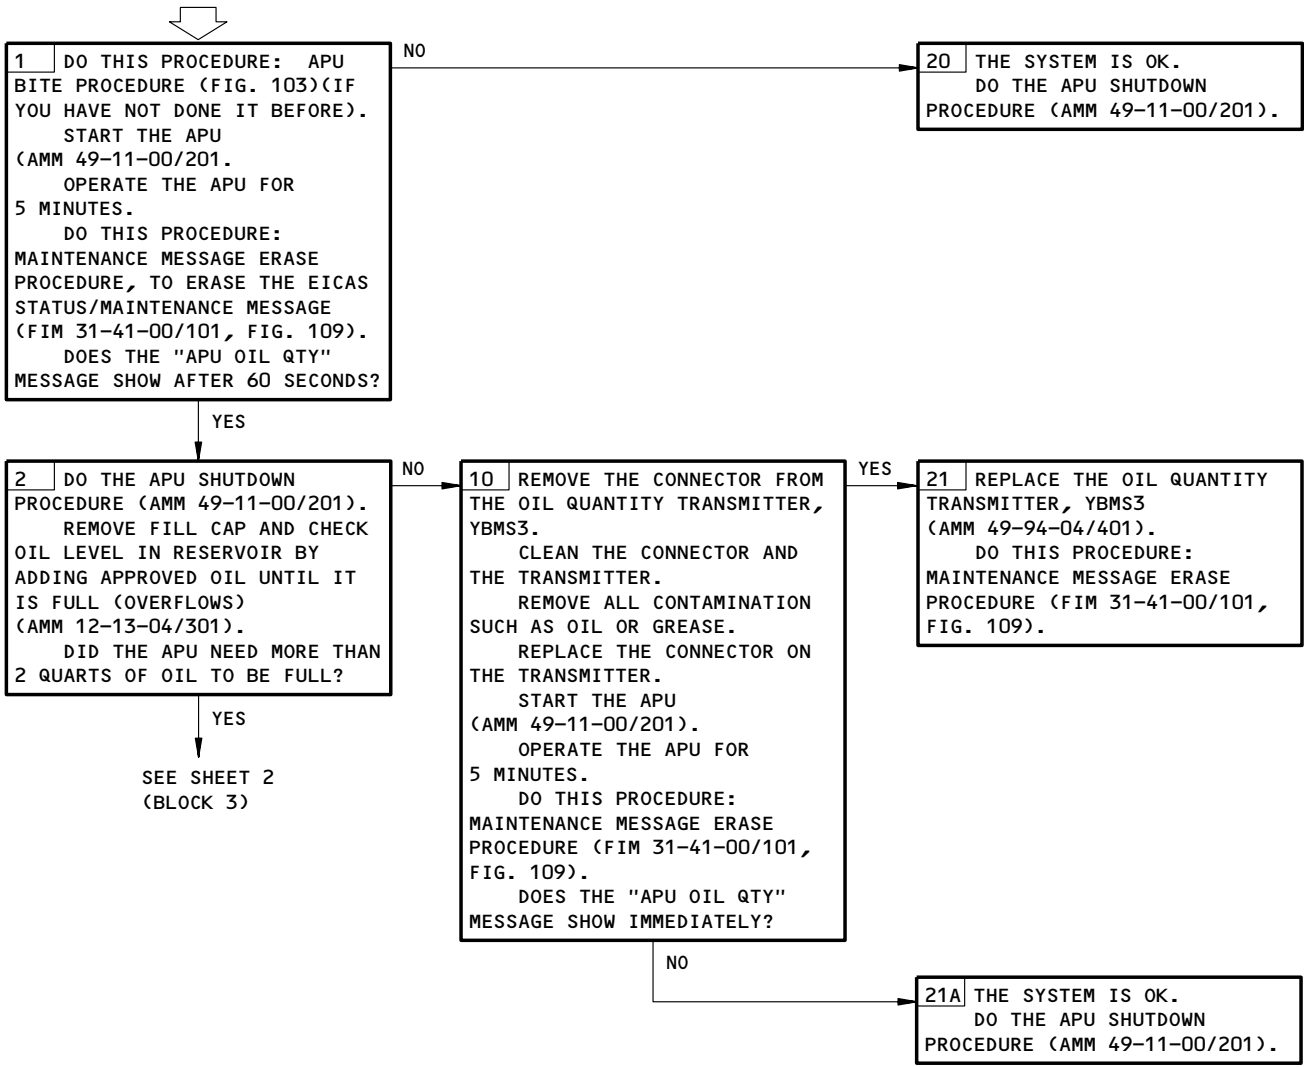 1 DO THIS PROCEDURE: APU
BITE PROCEDURE (FIG. 103)(IF
YOU HAVE NOT DONE IT BEFORE).
START THE APU
(AMM 49-11-00/201.
OPERATE THE APU FOR
5 MINUTES.
DO THIS PROCEDURE:
MAINTENANCE MESSAGE ERASE
PROCEDURE, TO ERASE THE EICAS
STATUS/MAINTENANCE MESSAGE
(FIM 31-41-00/101, FIG. 109).
DOES THE "APU OIL QTY"
MESSAGE SHOW AFTER 60 SECONDS?
NO
20 THE SYSTEM IS OK.
DO THE APU SHUTDOWN
PROCEDURE (AMM 49-11-00/201).
YES
2 DO THE APU SHUTDOWN
PROCEDURE (AMM 49-11-00/201).
REMOVE FILL CAP AND CHECK
OIL LEVEL IN RESERVOIR BY
ADDING APPROVED OIL UNTIL IT
IS FULL (OVERFLOWS)
(AMM 12-13-04/301).
DID THE APU NEED MORE THAN
2 QUARTS OF OIL TO BE FULL?
YES
SEE SHEET 2
(BLOCK 3)
NO
10 REMOVE THE CONNECTOR FROM
THE OIL QUANTITY TRANSMITTER,
YBMS3.
CLEAN THE CONNECTOR AND
THE TRANSMITTER.
REMOVE ALL CONTAMINATION
SUCH AS OIL OR GREASE.
REPLACE THE CONNECTOR ON
THE TRANSMITTER.
START THE APU
(AMM 49-11-00/201).
OPERATE THE APU FOR
5 MINUTES.
DO THIS PROCEDURE:
MAINTENANCE MESSAGE ERASE
PROCEDURE (FIM 31-41-00/101,
FIG. 109).
DOES THE "APU OIL QTY"
MESSAGE SHOW IMMEDIATELY?
YES
21 REPLACE THE OIL QUANTITY
TRANSMITTER, YBMS3
(AMM 49-94-04/401).
DO THIS PROCEDURE:
MAINTENANCE MESSAGE ERASE
PROCEDURE (FIM 31-41-00/101,
FIG. 109).
NO
21A THE SYSTEM IS OK.
DO THE APU SHUTDOWN
PROCEDURE (AMM 49-11-00/201).